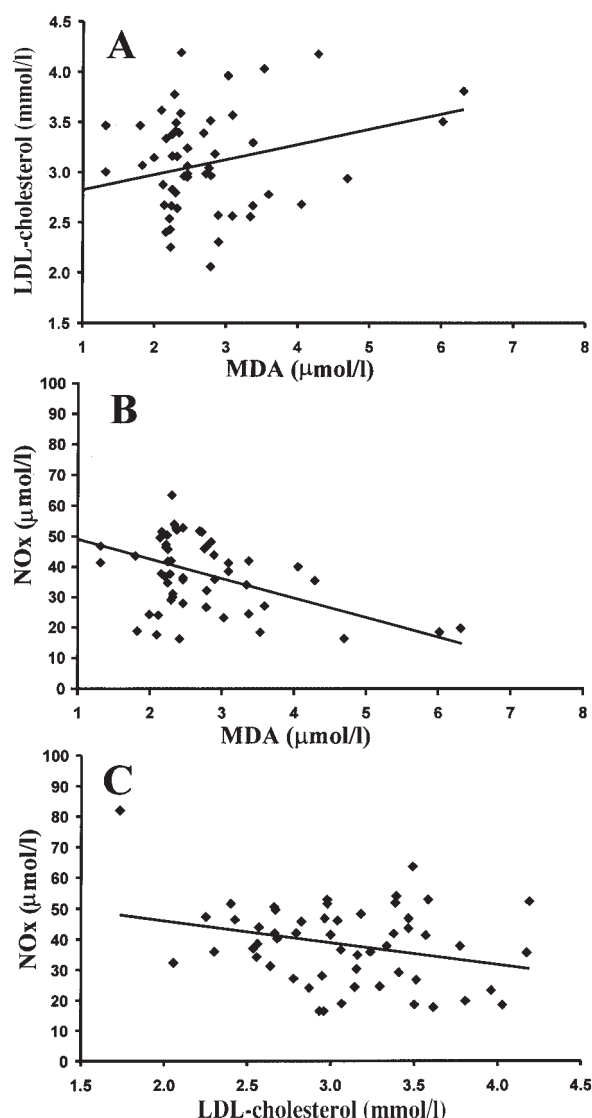 A
LDL-cholesterol (mmol/l)
4.5
4.0
3.5
3.0
2.5
2.0
1.5
1 2 3 4 5 6 7 8
MDA (μmol/l)
B
NOx (μmol/l)
100
90
80
70
60
50
40
30
20
10
0
1 2 3 4 5 6 7 8
MDA (μmol/l)
C
NOx (μmol/l)
100
90
80
70
60
50
40
30
20
10
0
1.5 2.0 2.5 3.0 3.5 4.0 4.5
LDL-cholesterol (mmol/l)